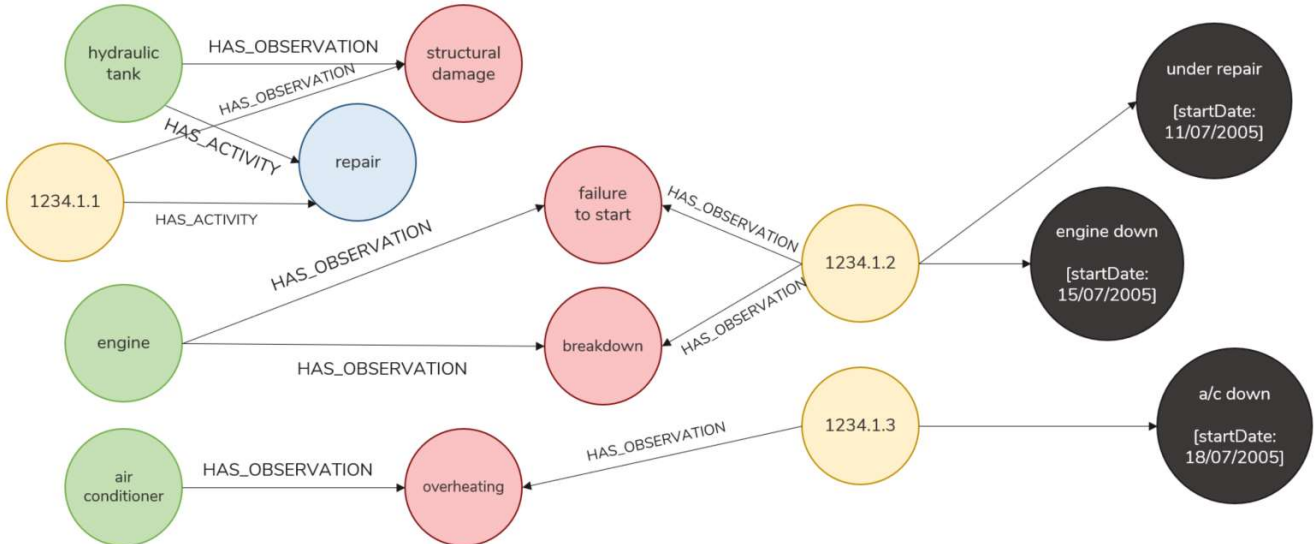 hydraulic
tank
HAS_OBSERVATION
structural
damage
HAS_OBSERVATION
HAS_ACTIVITY
repair
1234.1.1
HAS_ACTIVITY
under repair
[startDate:
11/07/2005]
failure
to start
HAS_OBSERVATION
HAS_OBSERVATION
1234.1.2
engine down
[startDate:
15/07/2005]
engine
HAS_OBSERVATION
breakdown
HAS_OBSERVATION
a/c down
[startDate:
18/07/2005]
1234.1.3
HAS_OBSERVATION
air
conditioner
HAS_OBSERVATION
overheating